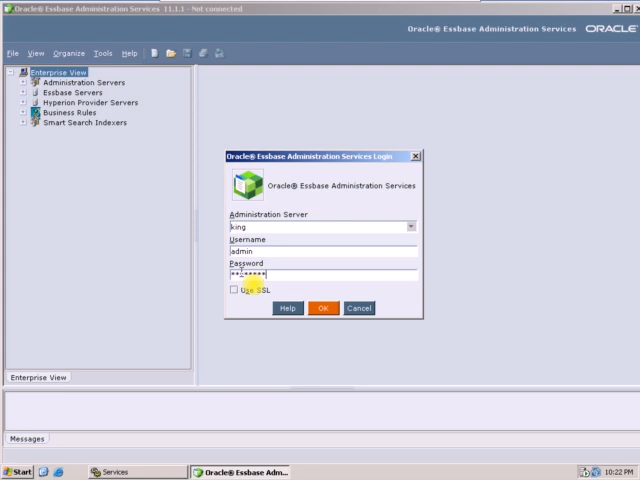 Oracle® Essbase Administration Services 11.1.1 - Not connected
Oracle® Essbase Administration Services ORACLE
File View Organize Tools Help
Enterprise View
Administration Servers
Essbase Servers
Hyperion Provider Servers
Business Rules
Smart Search Indexers
Oracle® Essbase Administration Services Login
Oracle® Essbase Administration Services
Administration Server
king
Username
admin
Password
********
Use SSL
Help OK Cancel
Enterprise View
Messages
Start Services Oracle® Essbase Adm... 10:22 PM